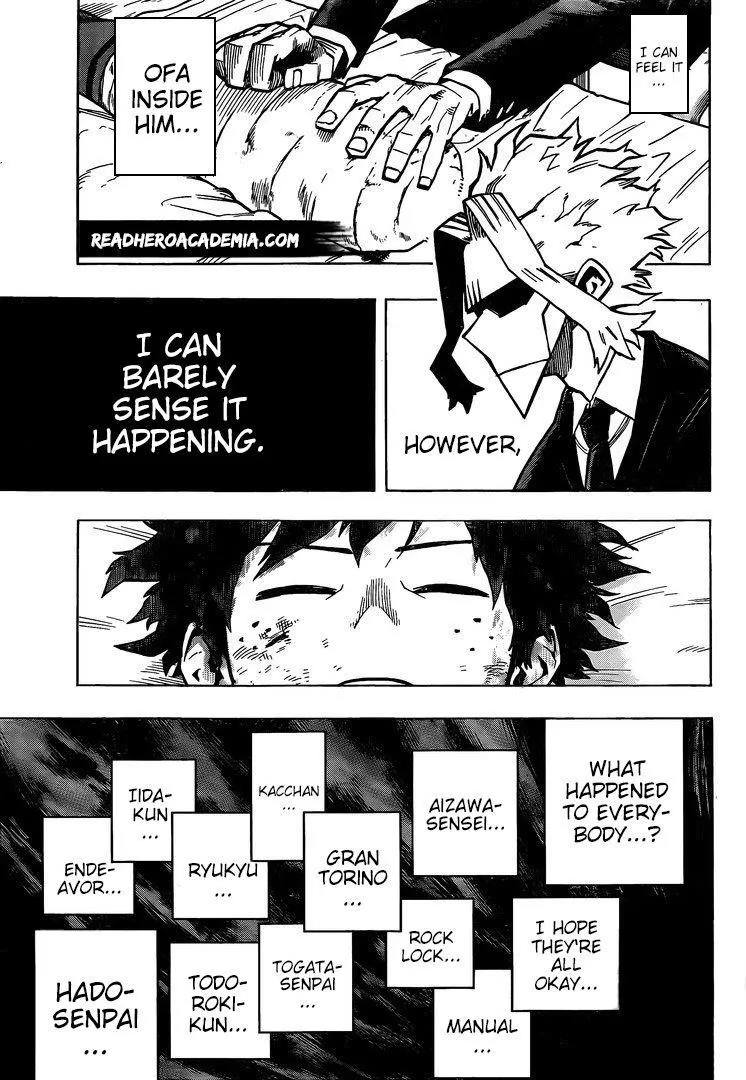 I CAN
FEEL IT
...
OFA
INSIDE
HIM...
READHEROACADEMIA.COM
HOWEVER,
I CAN
BARELY
SENSE IT
HAPPENING.
WHAT
HAPPENED
TO EVERY-
BODY...?
AIZAWA-
SENSEI...
KACCHAN
...
IIDA-
KUN
...
GRAN
TORINO
...
RYUKYU
...
ENDE-
AVOR...
I HOPE
THEY'RE
ALL
OKAY...
ROCK
LOCK...
MANUAL
...
TOGATA-
SENPAI
...
TODO-
ROKI-
KUN...
HADO-
SENPAI
...